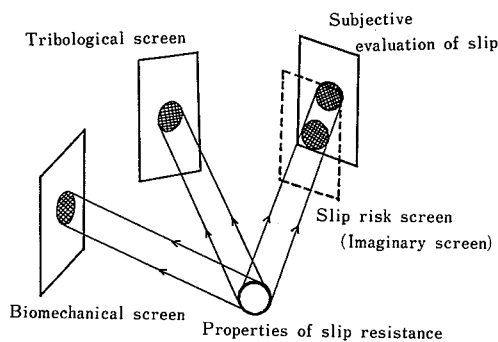 Subjective
evaluation of slip
Tribological screen
Slip risk screen
(Imaginary screen)
Biomechanical screen
Properties of slip resistance